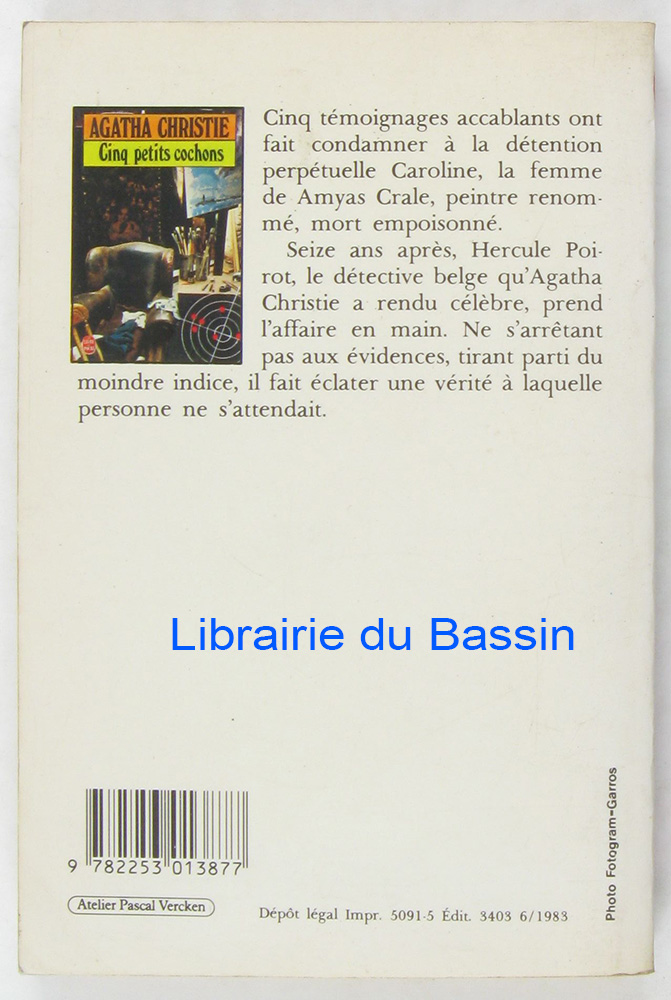 AGATHA CHRISTIE
Cinq petits cochons
Cinq témoignages accablants ont
fait condamner à la détention
perpétuelle Caroline, la femme
de Amyas Crale, peintre renom-
mé, mort empoisonné.
Seize ans après, Hercule Poi-
rot, le détective belge qu'Agatha
Christie a rendu célèbre, prend
l'affaire en main. Ne s'arrêtant
pas aux évidences, tirant parti du
moindre indice, il fait éclater une vérité à laquelle
personne ne s'attendait.
Librairie du Bassin
9 782253 013877
Atelier Pascal Vercken
Dépôt légal Impr. 5091-5 Édit. 3403 6/1983
Photo Fotogram-Garros